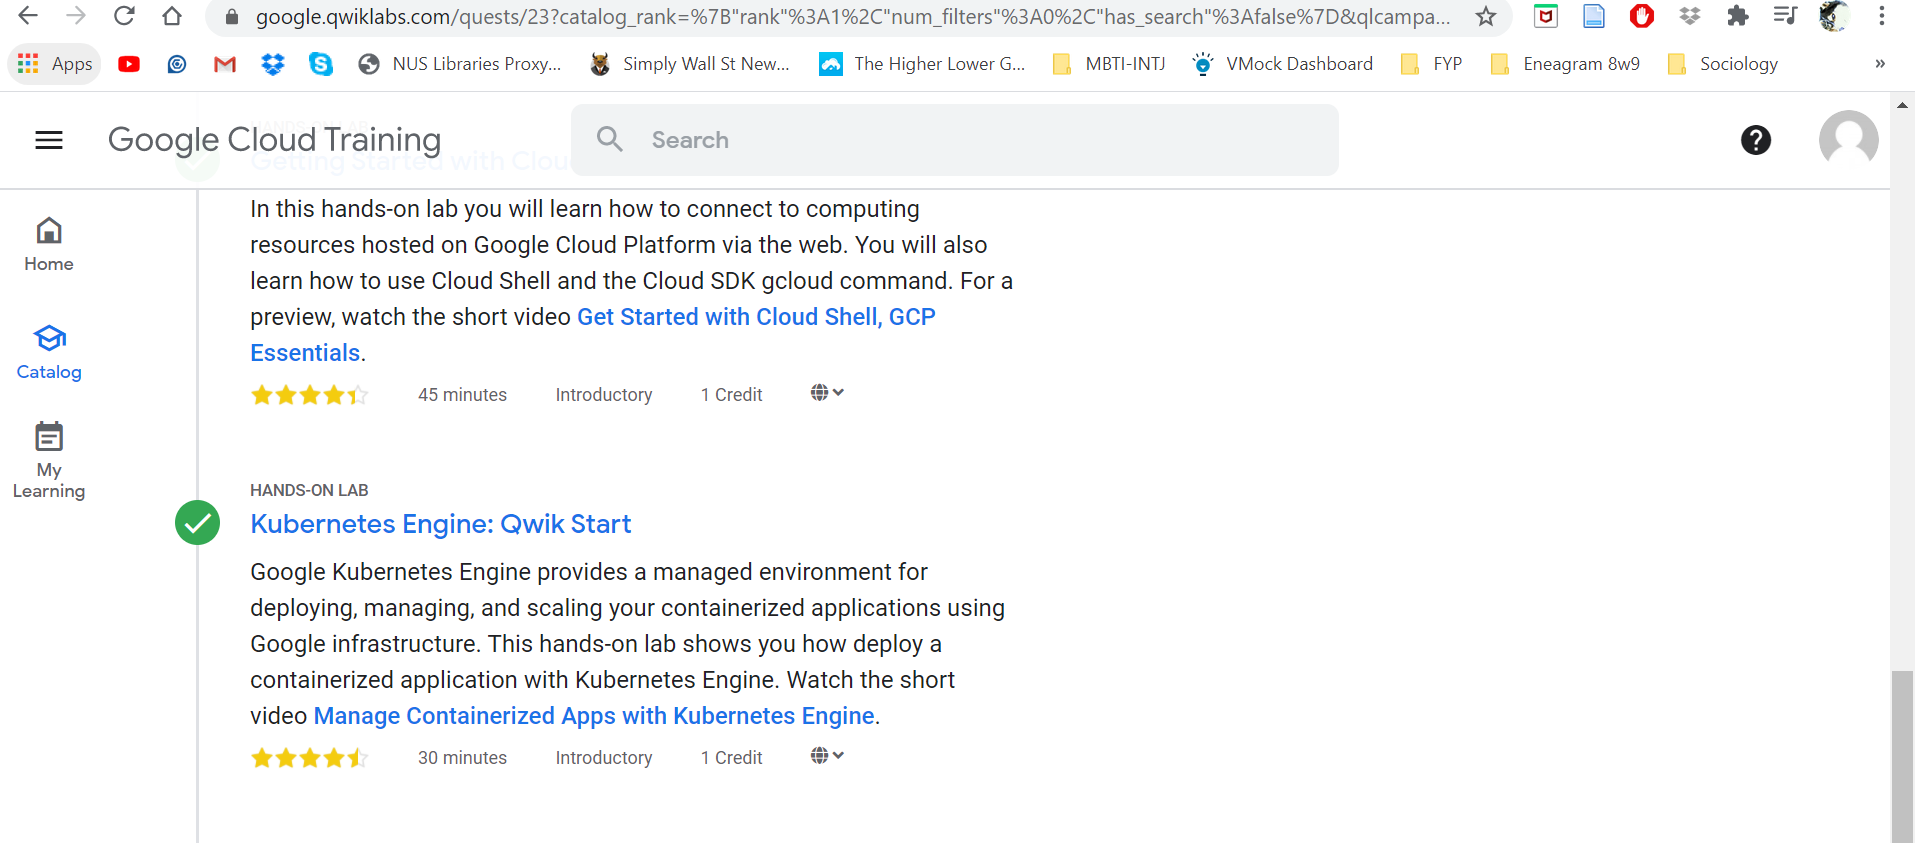 google.qwiklabs.com/quests/23?catalog_rank=%7B"rank"%3A1%2C"num_filters"%3A0%2C"has_search"%3Afalse%7D&qlcampa...
Apps
NUS Libraries Proxy...
Simply Wall St New...
The Higher Lower G...
MBTI-INTJ
VMock Dashboard
FYP
Eneagram 8w9
Sociology
»
HANDS-ON LAB
Google Cloud Training
Search
Getting Started with Clou
Home
Catalog
My
Learning
In this hands-on lab you will learn how to connect to computing
resources hosted on Google Cloud Platform via the web. You will also
learn how to use Cloud Shell and the Cloud SDK gcloud command. For a
preview, watch the short video Get Started with Cloud Shell, GCP
Essentials.
45 minutes Introductory 1 Credit
HANDS-ON LAB
Kubernetes Engine: Qwik Start
Google Kubernetes Engine provides a managed environment for
deploying, managing, and scaling your containerized applications using
Google infrastructure. This hands-on lab shows you how deploy a
containerized application with Kubernetes Engine. Watch the short
video Manage Containerized Apps with Kubernetes Engine.
30 minutes Introductory 1 Credit